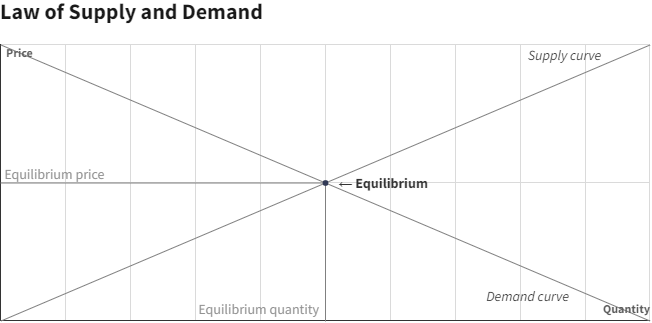 Law of Supply and Demand
Price
Supply curve
Equilibrium price
← Equilibrium
Demand curve
Equilibrium quantity
Quantity